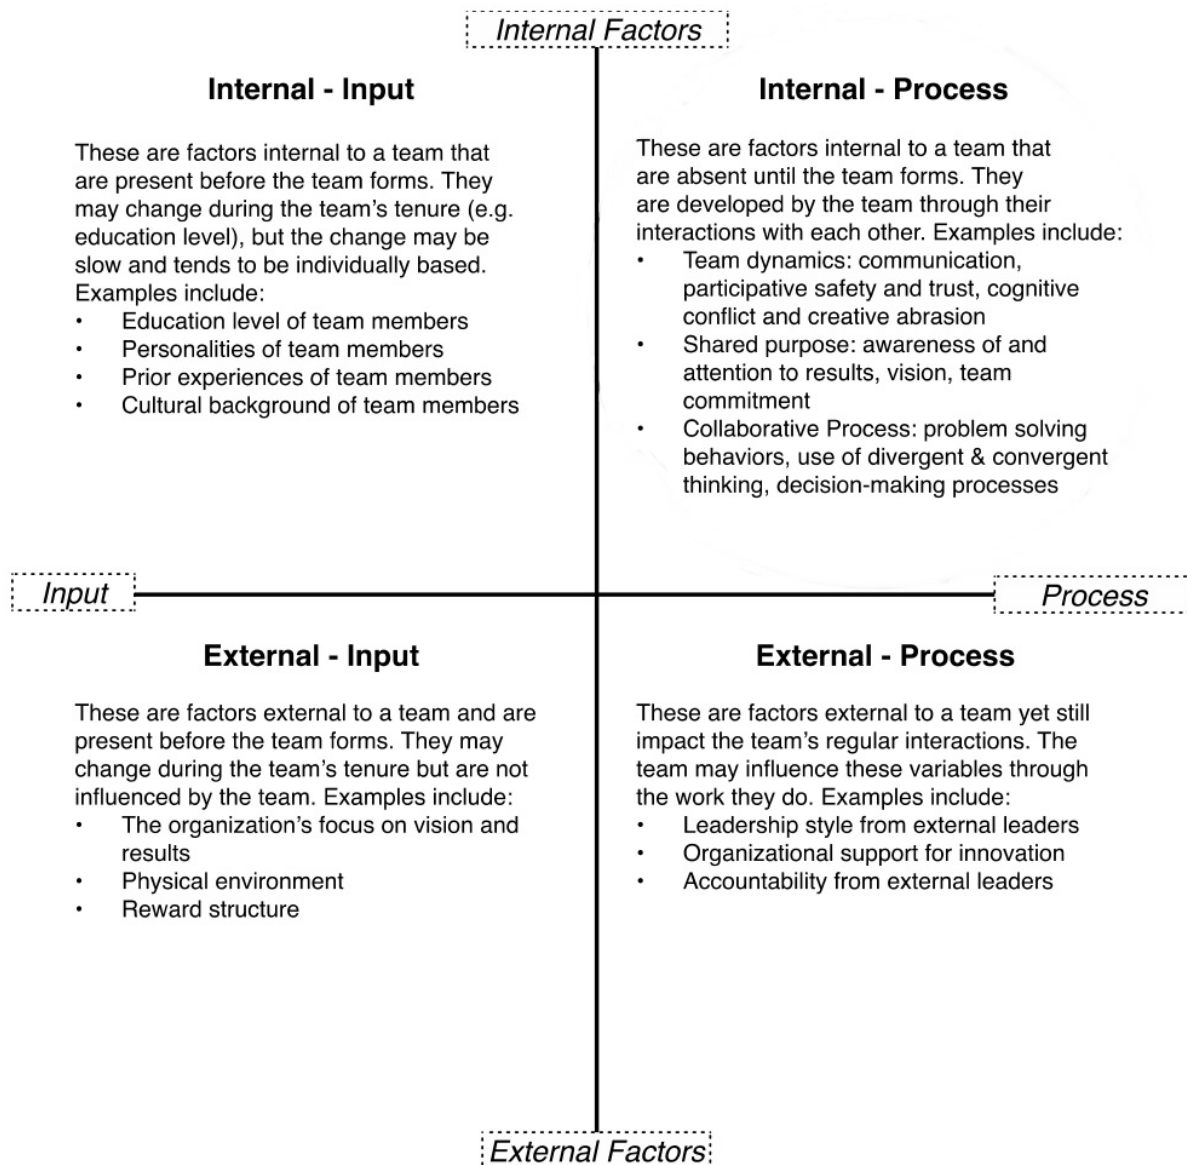 Internal Factors
Internal - Input
These are factors internal to a team that
are present before the team forms. They
may change during the team's tenure (e.g.
education level), but the change may be
slow and tends to be individually based.
Examples include:
• Education level of team members
• Personalities of team members
• Prior experiences of team members
• Cultural background of team members
Internal - Process
These are factors internal to a team that
are absent until the team forms. They
are developed by the team through their
interactions with each other. Examples include:
• Team dynamics: communication,
participative safety and trust, cognitive
conflict and creative abrasion
• Shared purpose: awareness of and
attention to results, vision, team
commitment
• Collaborative Process: problem solving
behaviors, use of divergent & convergent
thinking, decision-making processes
Input
Process
External - Input
These are factors external to a team and are
present before the team forms. They may
change during the team's tenure but are not
influenced by the team. Examples include:
• The organization's focus on vision and
results
• Physical environment
• Reward structure
External - Process
These are factors external to a team yet still
impact the team's regular interactions. The
team may influence these variables through
the work they do. Examples include:
• Leadership style from external leaders
• Organizational support for innovation
• Accountability from external leaders
External Factors